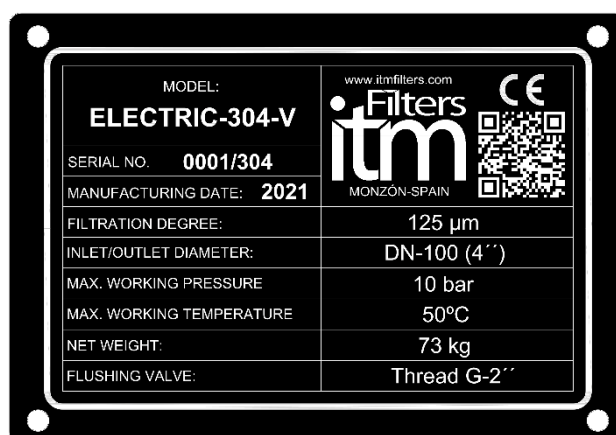 MODEL:
ELECTRIC-304-V
SERIAL NO. 0001/304
MANUFACTURING DATE: 2021
www.itmfilters.com
Filters
itm
MONZÓN-SPAIN
CE
FILTRATION DEGREE: 125 µm
INLET/OUTLET DIAMETER: DN-100 (4´´)
MAX. WORKING PRESSURE 10 bar
MAX. WORKING TEMPERATURE 50ºC
NET WEIGHT: 73 kg
FLUSHING VALVE: Thread G-2´´